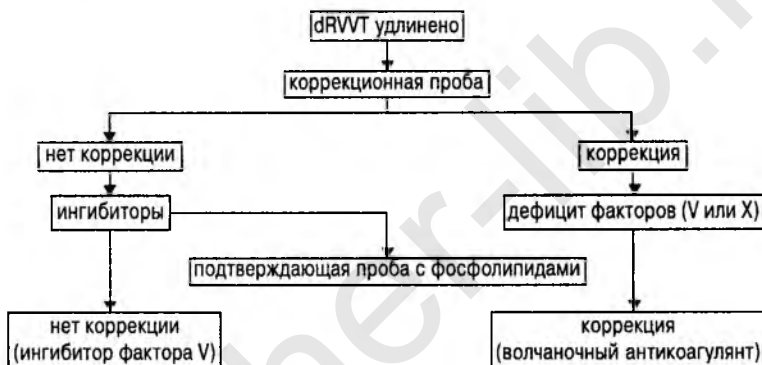 dRVVT удлинено
коррекционная проба
нет коррекции
коррекция
ингибиторы
дефицит факторов (V или X)
подтверждающая проба с фосфолипидами
нет коррекции
(ингибитор фактора V)
коррекция
(волчаночный антикоагулянт)